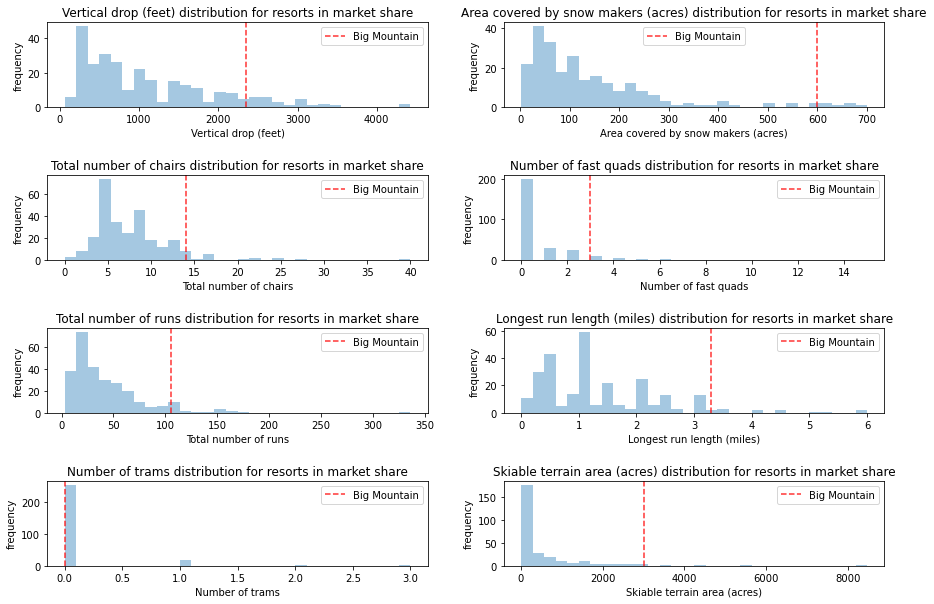 Vertical drop (feet) distribution for resorts in market share
frequency
40
20
0
Big Mountain
0 1000 2000 3000 4000
Vertical drop (feet)
Area covered by snow makers (acres) distribution for resorts in market share
frequency
40
20
0
Big Mountain
0 100 200 300 400 500 600 700
Area covered by snow makers (acres)
Total number of chairs distribution for resorts in market share
frequency
60
40
20
0
Big Mountain
0 5 10 15 20 25 30 35 40
Total number of chairs
Number of fast quads distribution for resorts in market share
frequency
200
100
0
Big Mountain
0 2 4 6 8 10 12 14
Number of fast quads
Total number of runs distribution for resorts in market share
frequency
60
40
20
0
Big Mountain
0 50 100 150 200 250 300 350
Total number of runs
Longest run length (miles) distribution for resorts in market share
frequency
60
40
20
0
Big Mountain
0 1 2 3 4 5 6
Longest run length (miles)
Number of trams distribution for resorts in market share
frequency
200
100
0
Big Mountain
0.0 0.5 1.0 1.5 2.0 2.5 3.0
Number of trams
Skiable terrain area (acres) distribution for resorts in market share
frequency
150
100
50
0
Big Mountain
0 2000 4000 6000 8000
Skiable terrain area (acres)